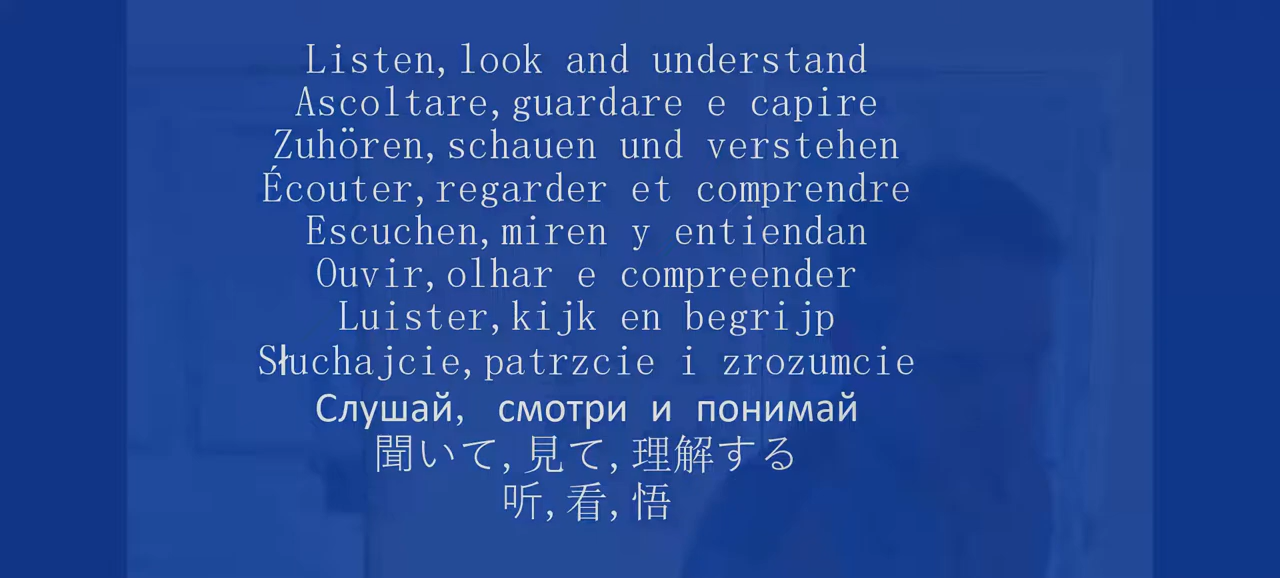 Listen, look and understand
Ascoltare, guardare e capire
Zuhören, schauen und verstehen
Écouter, regarder et comprendre
Escuchen, miren y entiendan
Ouvir, olhar e compreender
Luister, kijk en begrijp
Słuchajcie, patrzcie i zrozumcie
Слушай, смотри и понимай
聞いて, 見て, 理解する
听, 看, 悟